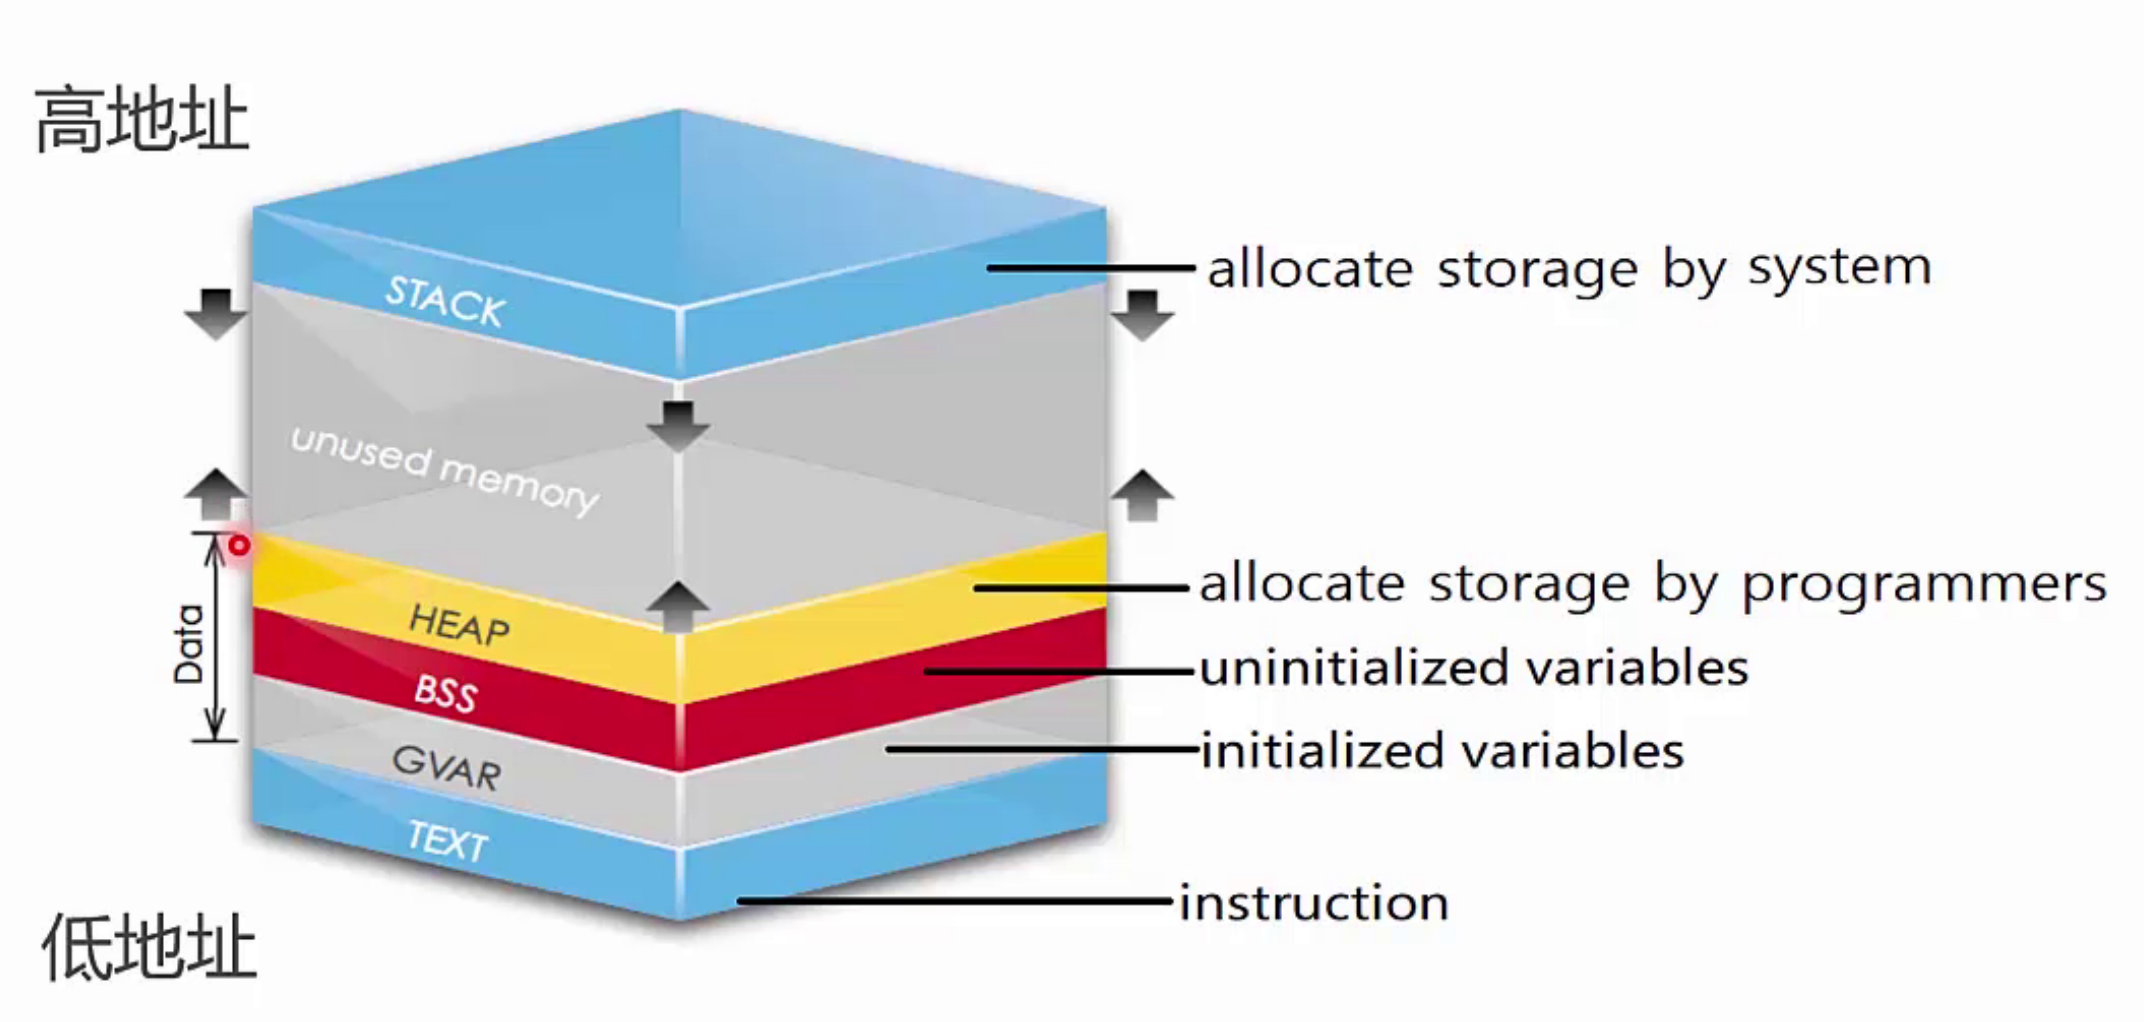 高地址
allocate storage by system
STACK
unused memory
allocate storage by programmers
HEAP
Data
uninitialized variables
BSS
initialized variables
GVAR
TEXT
instruction
低地址